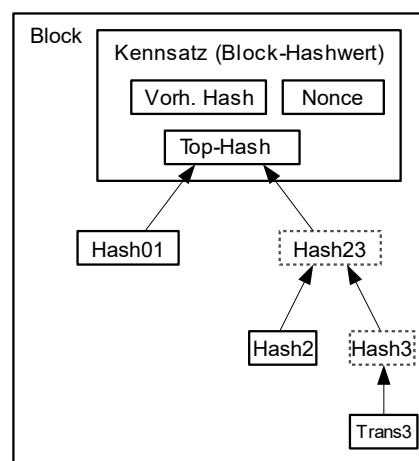 Block
Kennsatz (Block-Hashwert)
Vorh. Hash
Nonce
Top-Hash
Hash01
Hash23
Hash2
Hash3
Trans3